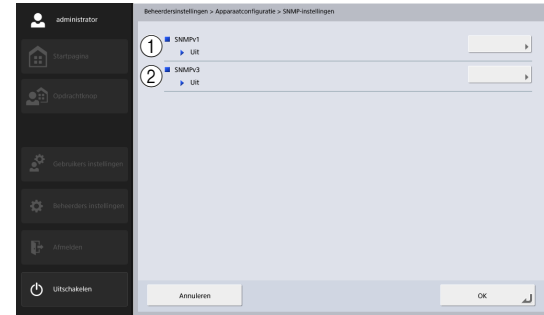 administrator
Beheerdersinstellingen > Apparaatconfiguratie > SNMP-instellingen
Startpagina
Opdrachtknop
Gebruikers instellingen
Beheerders instellingen
Afmelden
Uitschakelen
1 SNMPv1
Uit
2 SNMPv3
Uit
Annuleren
OK